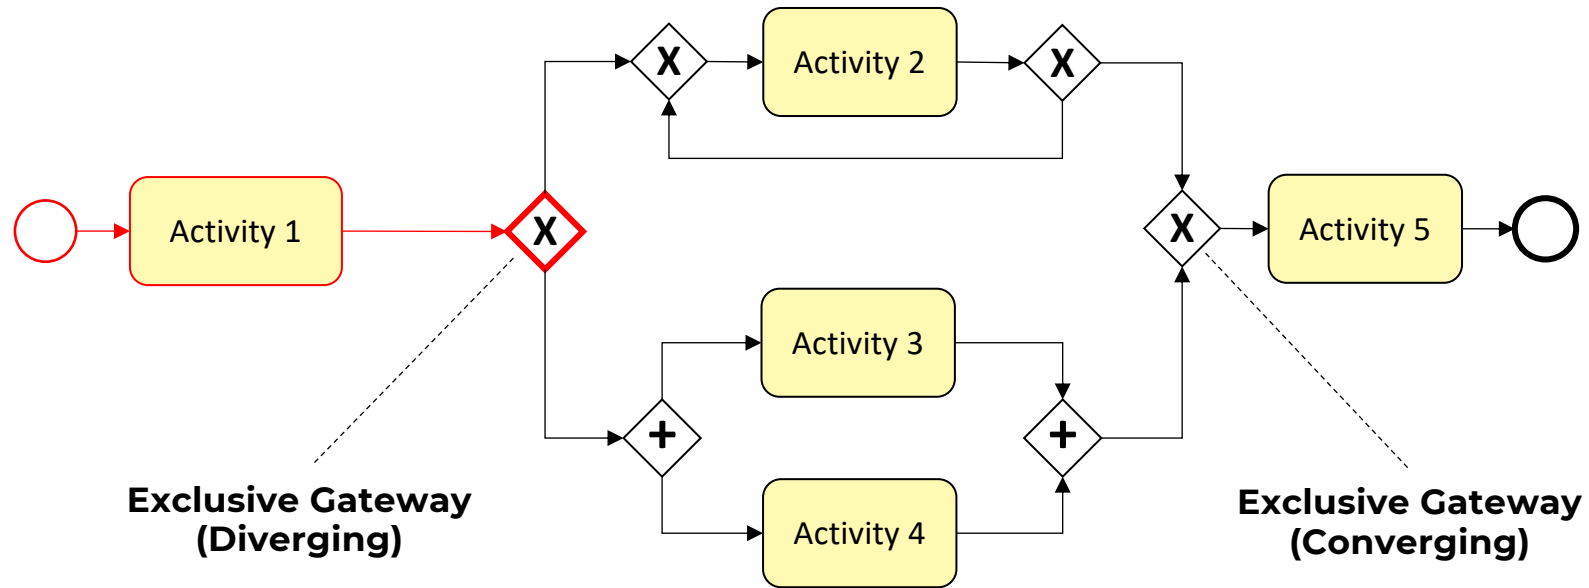 X
Activity 2
X
Activity 1
X
X
Activity 5
Activity 3
+
+
Activity 4
Exclusive Gateway
(Diverging)
Exclusive Gateway
(Converging)